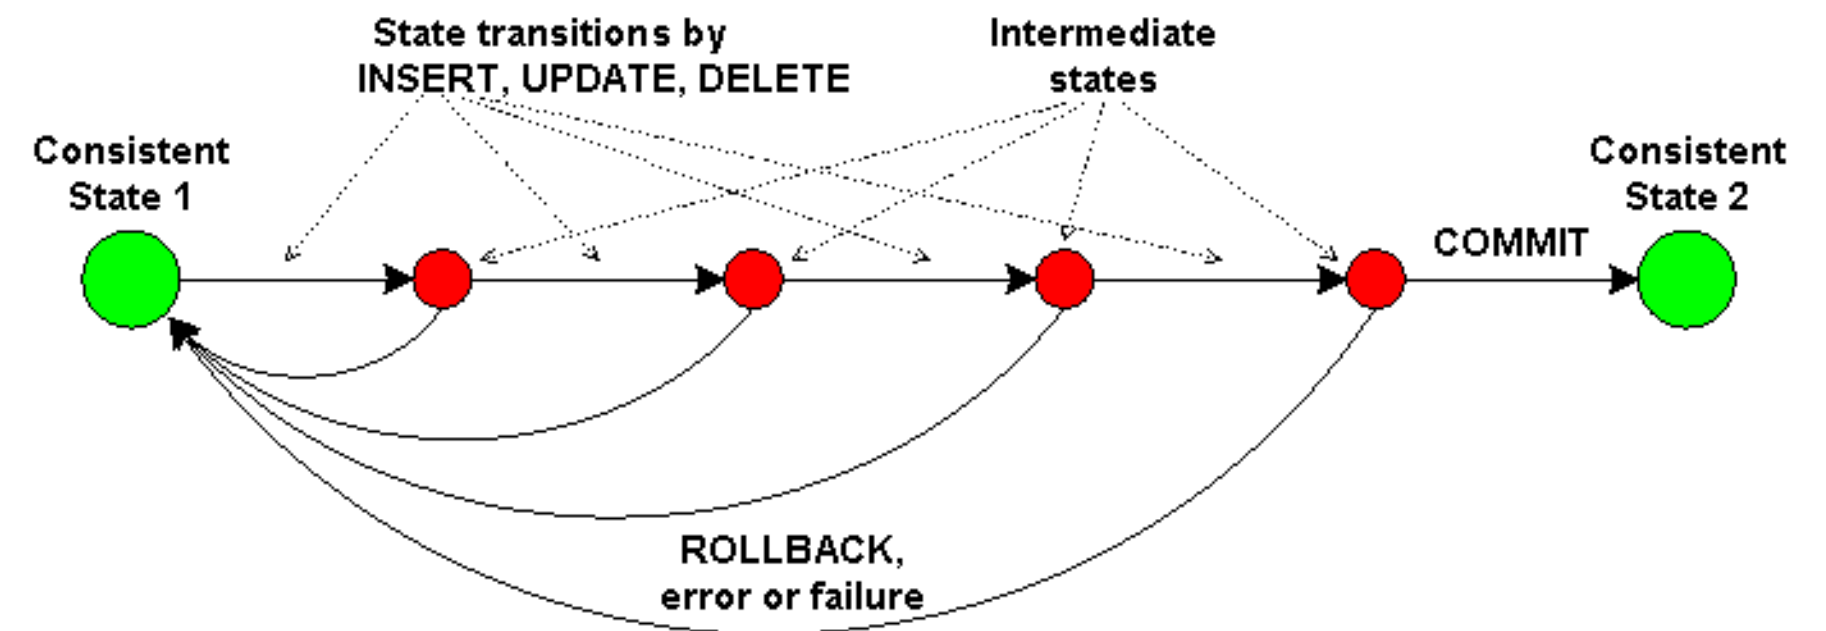 State transitions by
INSERT, UPDATE, DELETE
Intermediate
states
Consistent
State 1
Consistent
State 2
COMMIT
ROLLBACK,
error or failure